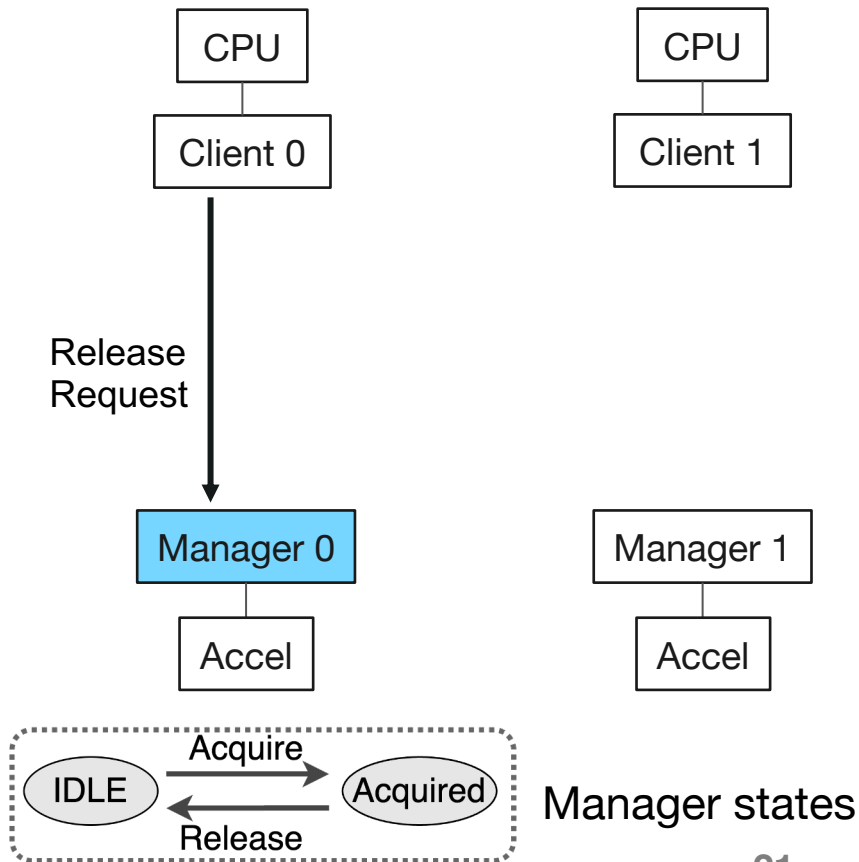 CPU
CPU
Client 0
Client 1
Release
Request
Manager 0
Manager 1
Accel
Accel
Acquire
IDLE
Acquired
Release
Manager states